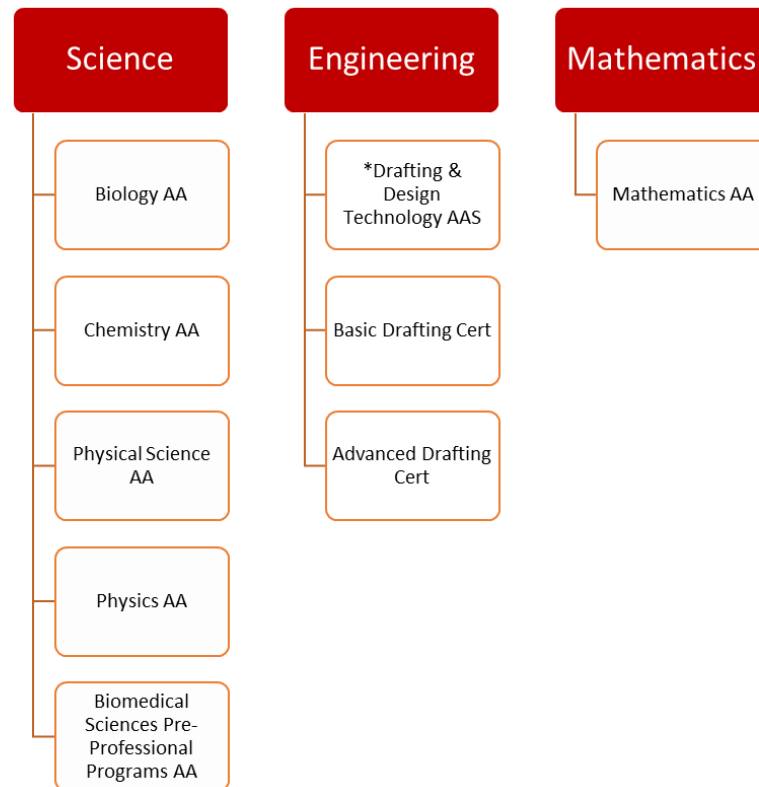 Science
Biology AA
Chemistry AA
Physical Science
AA
Physics AA
Biomedical
Sciences Pre-
Professional
Programs AA
Engineering
*Drafting &
Design
Technology AAS
Basic Drafting Cert
Advanced Drafting
Cert
Mathematics
Mathematics AA